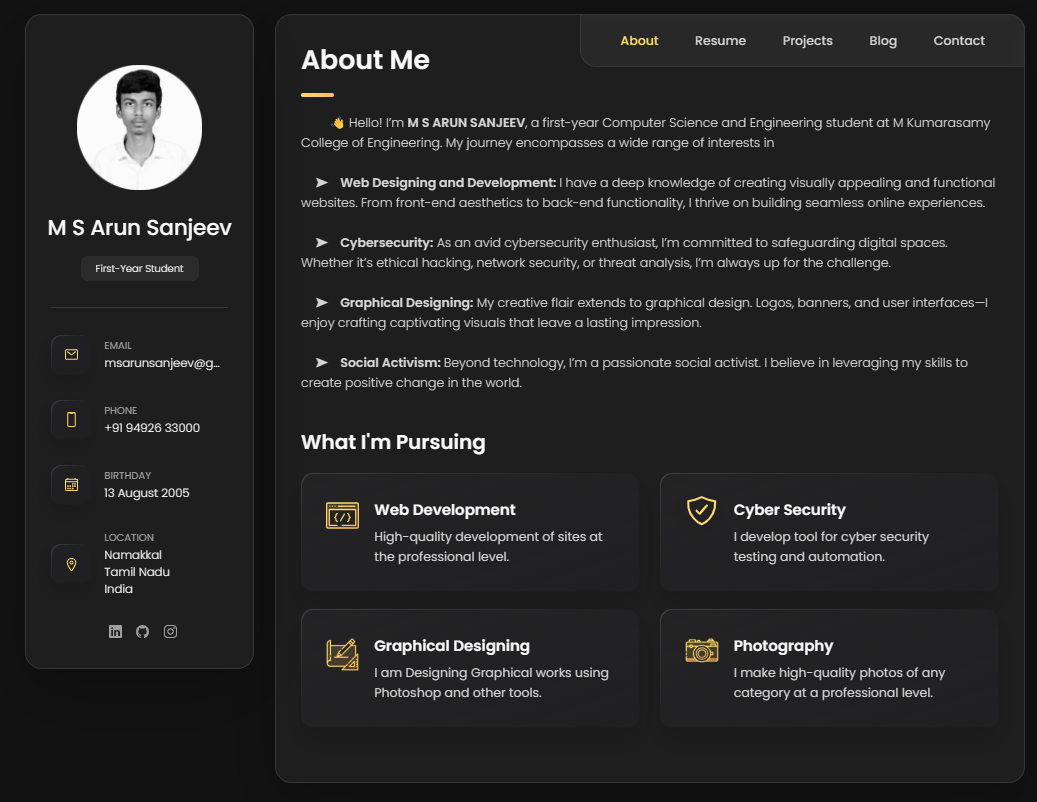 M S Arun Sanjeev
First-Year Student
EMAIL
msarunsanjeev@g...
PHONE
+91 94926 33000
BIRTHDAY
13 August 2005
LOCATION
Namakkal
Tamil Nadu
India
About Resume Projects Blog Contact
About Me
👋 Hello! I’m M S ARUN SANJEEV, a first-year Computer Science and Engineering student at M Kumarasamy
College of Engineering. My journey encompasses a wide range of interests in
➤ Web Designing and Development: I have a deep knowledge of creating visually appealing and functional
websites. From front-end aesthetics to back-end functionality, I thrive on building seamless online experiences.
➤ Cybersecurity: As an avid cybersecurity enthusiast, I’m committed to safeguarding digital spaces.
Whether it’s ethical hacking, network security, or threat analysis, I’m always up for the challenge.
➤ Graphical Designing: My creative flair extends to graphical design. Logos, banners, and user interfaces—I
enjoy crafting captivating visuals that leave a lasting impression.
➤ Social Activism: Beyond technology, I’m a passionate social activist. I believe in leveraging my skills to
create positive change in the world.
What I'm Pursuing
Web Development
High-quality development of sites at
the professional level.
Cyber Security
I develop tool for cyber security
testing and automation.
Graphical Designing
I am Designing Graphical works using
Photoshop and other tools.
Photography
I make high-quality photos of any
category at a professional level.